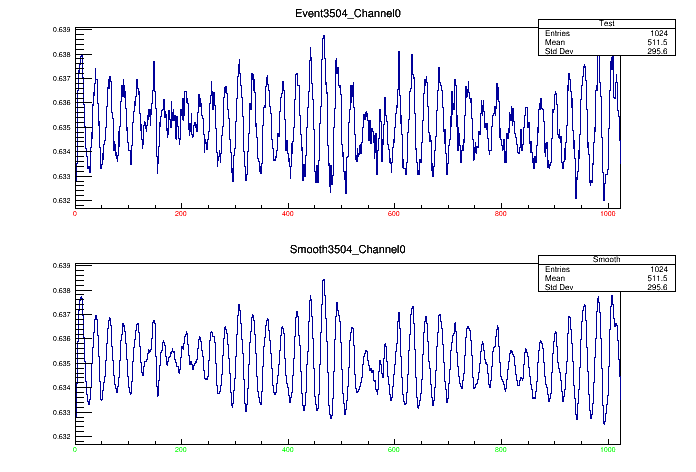 Event3504_Channel0
Test
Entries 1024
Mean 511.5
Std Dev 295.6
0.639
0.638
0.637
0.636
0.635
0.634
0.633
0.632
0 200 400 600 800 1000
Smooth3504_Channel0
Smooth
Entries 1024
Mean 511.5
Std Dev 295.6
0.639
0.638
0.637
0.636
0.635
0.634
0.633
0.632
0 200 400 600 800 1000